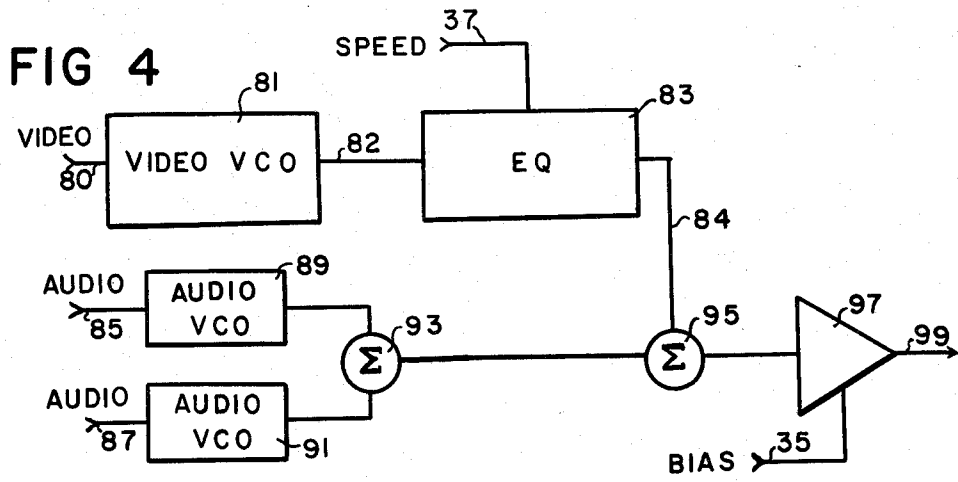 FIG 4
SPEED
37
81
83
VIDEO
80
VIDEO VCO
82
EQ
84
AUDIO
85
AUDIO
VCO
89
93
Σ
95
Σ
97
99
AUDIO
87
AUDIO
VCO
91
BIAS
35